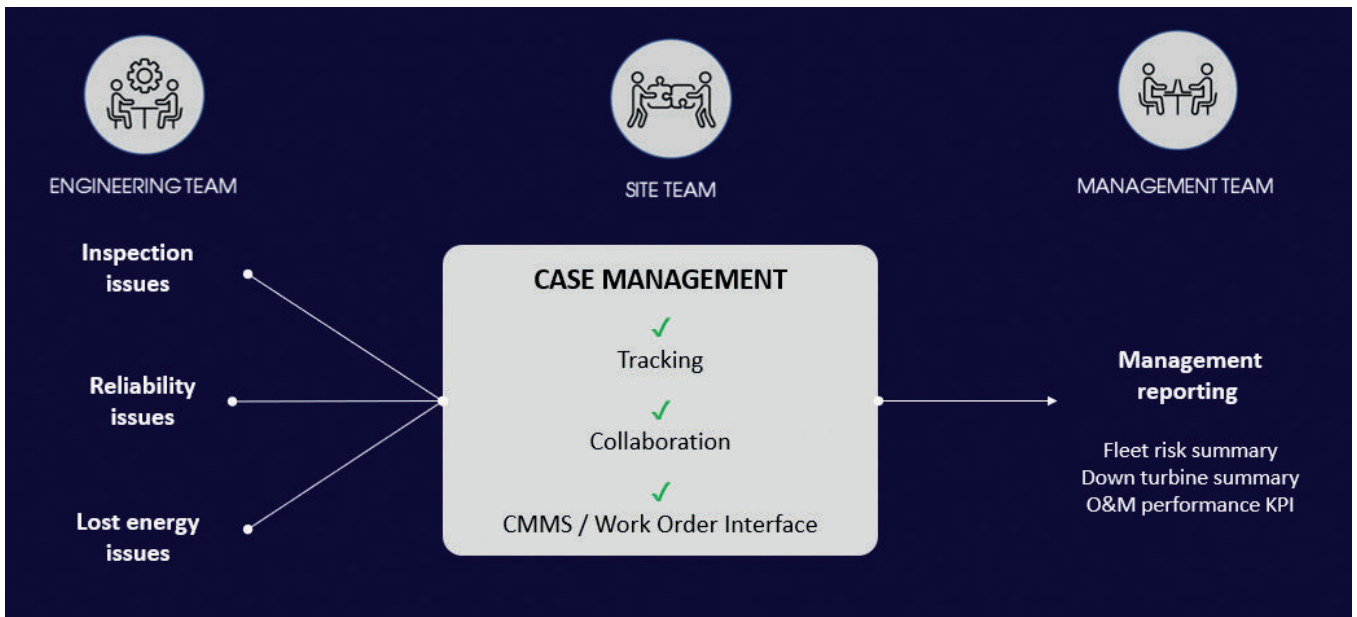 ENGINEERING TEAM
SITE TEAM
MANAGEMENT TEAM
Inspection
issues
Reliability
issues
Lost energy
issues
CASE MANAGEMENT
Tracking
Collaboration
CMMS / Work Order Interface
Management
reporting
Fleet risk summary
Down turbine summary
O&M performance KPI